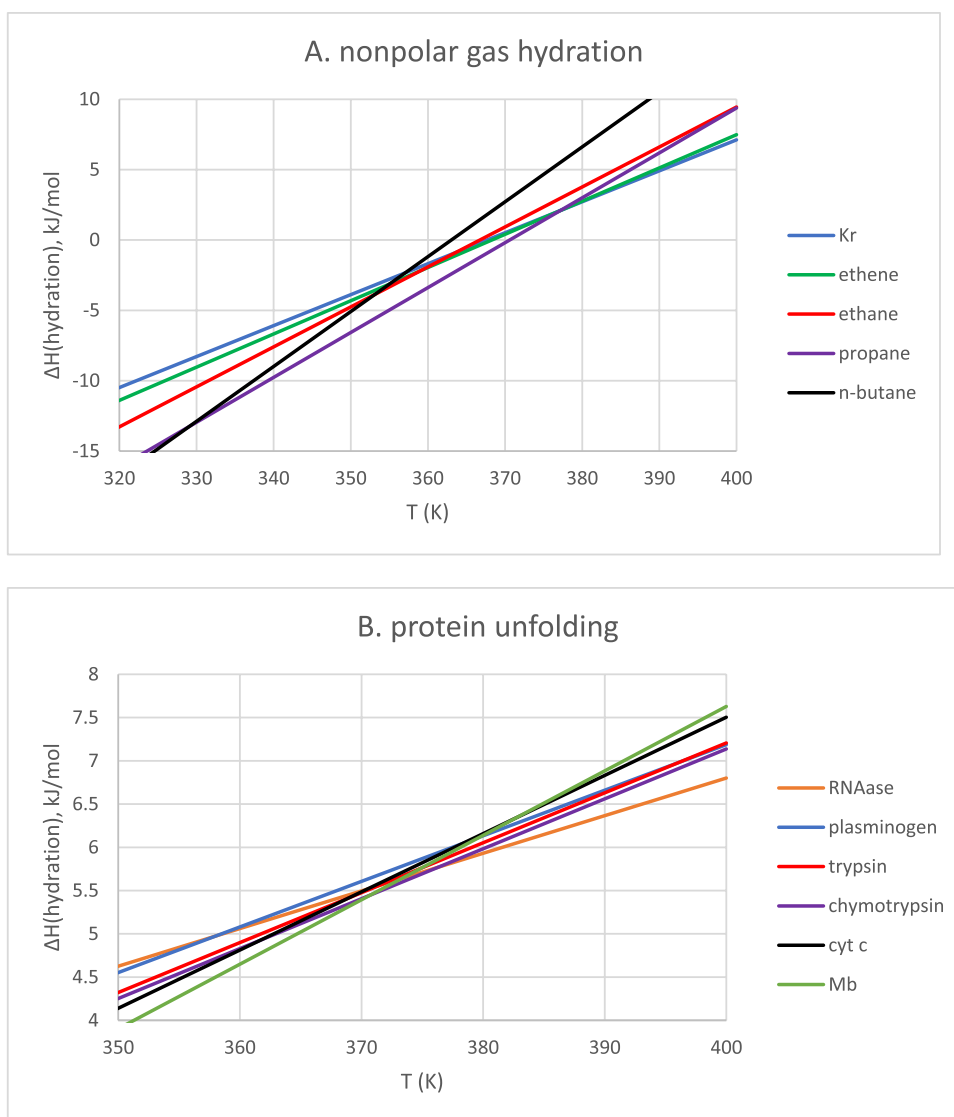 A. nonpolar gas hydration
ΔH(hydration), kJ/mol
10
5
0
-5
-10
-15
320 330 340 350 360 370 380 390 400
T (K)
Kr
ethene
ethane
propane
n-butane
B. protein unfolding
ΔH(hydration), kJ/mol
8
7.5
7
6.5
6
5.5
5
4.5
4
350 360 370 380 390 400
T (K)
RNAase
plasminogen
trypsin
chymotrypsin
cyt c
Mb